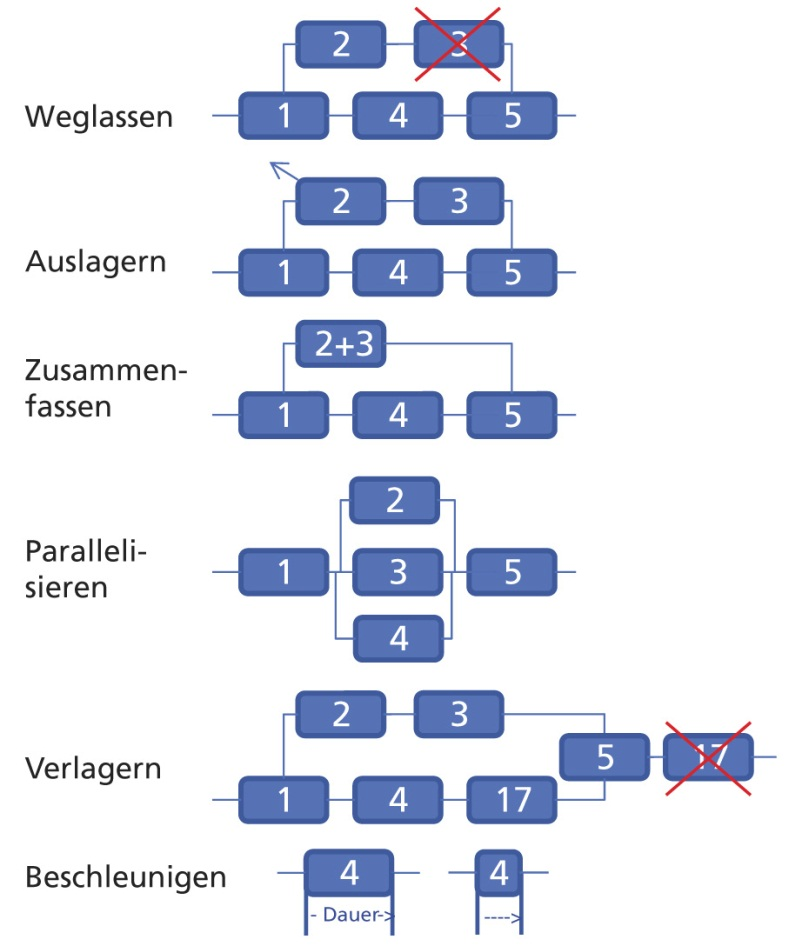 2 3
Weglassen 1 4 5
2 3
Auslagern 1 4 5
2+3
Zusammen-
fassen 1 4 5
2
Paralleli-
sieren 1 3 5
4
2 3
5 17
Verlagern 1 4 17
Beschleunigen 4 4
- Dauer-> ---->